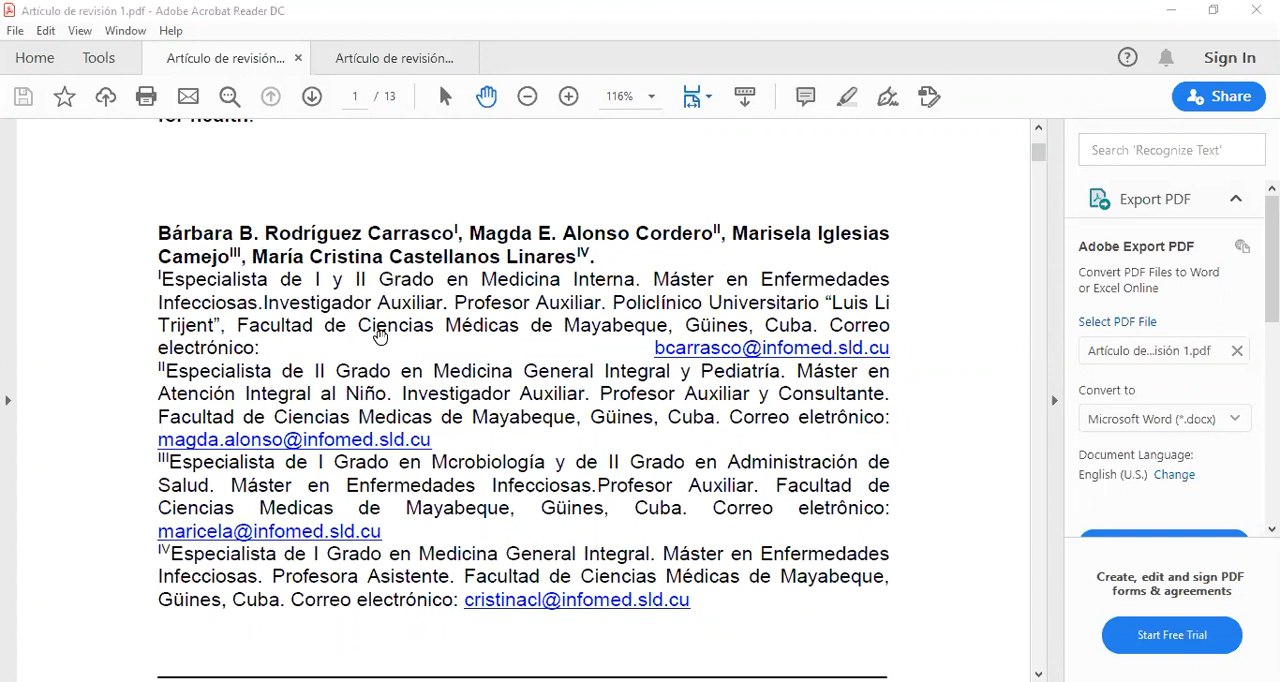 Artículo de revisión 1.pdf - Adobe Acrobat Reader DC
File Edit View Window Help
Home Tools Artículo de revisión... × Artículo de revisión... Sign In
1 / 13 116% Share
for health.
Bárbara B. Rodríguez Carrascoᴵ, Magda E. Alonso Corderoᴵᴵ, Marisela Iglesias
Camejoᴵᴵᴵ, María Cristina Castellanos Linaresᴵⱽ.
ᴵEspecialista de I y II Grado en Medicina Interna. Máster en Enfermedades
Infecciosas.Investigador Auxiliar. Profesor Auxiliar. Policlínico Universitario “Luis Li
Trijent”, Facultad de Ciencias Médicas de Mayabeque, Güines, Cuba. Correo
electrónico: bcarrasco@infomed.sld.cu
ᴵᴵEspecialista de II Grado en Medicina General Integral y Pediatría. Máster en
Atención Integral al Niño. Investigador Auxiliar. Profesor Auxiliar y Consultante.
Facultad de Ciencias Medicas de Mayabeque, Güines, Cuba. Correo eletrônico:
magda.alonso@infomed.sld.cu
ᴵᴵᴵEspecialista de I Grado en Mcrobiología y de II Grado en Administración de
Salud. Máster en Enfermedades Infecciosas.Profesor Auxiliar. Facultad de
Ciencias Medicas de Mayabeque, Güines, Cuba. Correo eletrônico:
maricela@infomed.sld.cu
ᴵⱽEspecialista de I Grado en Medicina General Integral. Máster en Enfermedades
Infecciosas. Profesora Asistente. Facultad de Ciencias Médicas de Mayabeque,
Güines, Cuba. Correo electrónico: cristinacl@infomed.sld.cu
Search 'Recognize Text'
Export PDF
Adobe Export PDF
Convert PDF Files to Word
or Excel Online
Select PDF File
Artículo de...isión 1.pdf ×
Convert to
Microsoft Word (*.docx)
Document Language:
English (U.S.) Change
Create, edit and sign PDF
forms & agreements
Start Free Trial